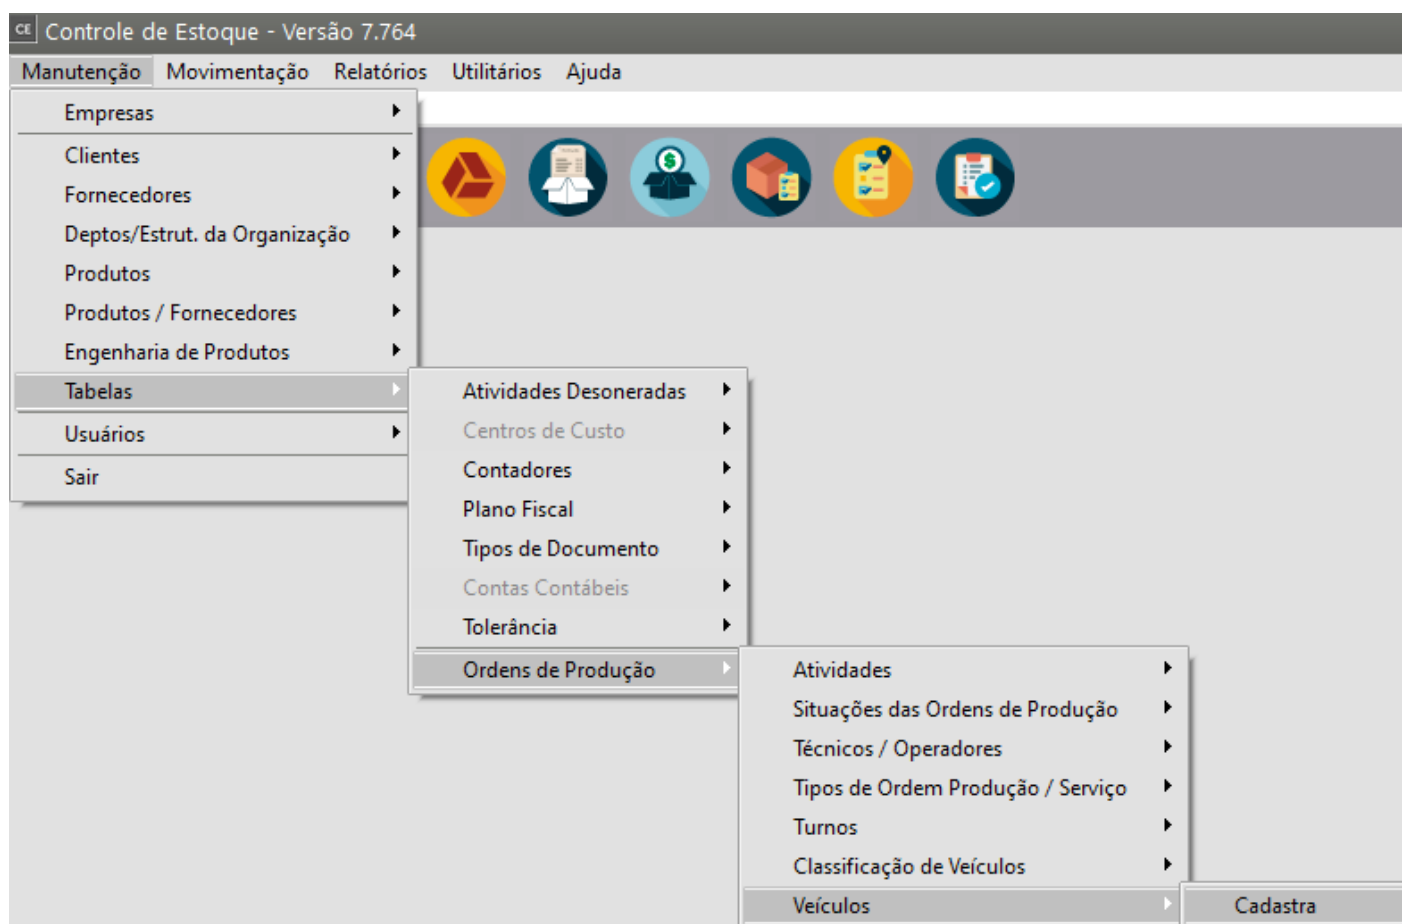 CE Controle de Estoque - Versão 7.764
Manutenção Movimentação Relatórios Utilitários Ajuda
Empresas
Clientes
Fornecedores
Deptos/Estrut. da Organização
Produtos
Produtos / Fornecedores
Engenharia de Produtos
Tabelas
Usuários
Sair
Atividades Desoneradas
Centros de Custo
Contadores
Plano Fiscal
Tipos de Documento
Contas Contábeis
Tolerância
Ordens de Produção
Atividades
Situações das Ordens de Produção
Técnicos / Operadores
Tipos de Ordem Produção / Serviço
Turnos
Classificação de Veículos
Veículos
Cadastra